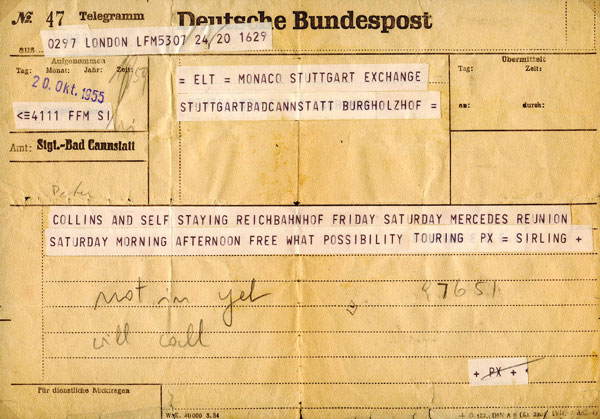 № 47 Telegramm Deutsche Bundespost
aus 0297 LONDON LFM5307 24/20 1629
Aufgenommen
Tag: Monat: Jahr: Zeit:
20. Okt. 1955
<=4111 FFM SI
Amt: Stgt.-Bad Cannstatt
= ELT = MONACO STUTTGART EXCHANGE
STUTTGARTBADCANNSTATT BURGHOLZHOF =
Übermittelt
Tag: Zeit:
an: durch:
COLLINS AND SELF STAYING REICHBAHNHOF FRIDAY SATURDAY MERCEDES REUNION
SATURDAY MORNING AFTERNOON FREE WHAT POSSIBILITY TOURING EPX = SIRLING +
not in yet 47651
will call
+ PX +
Für dienstliche Rückfragen